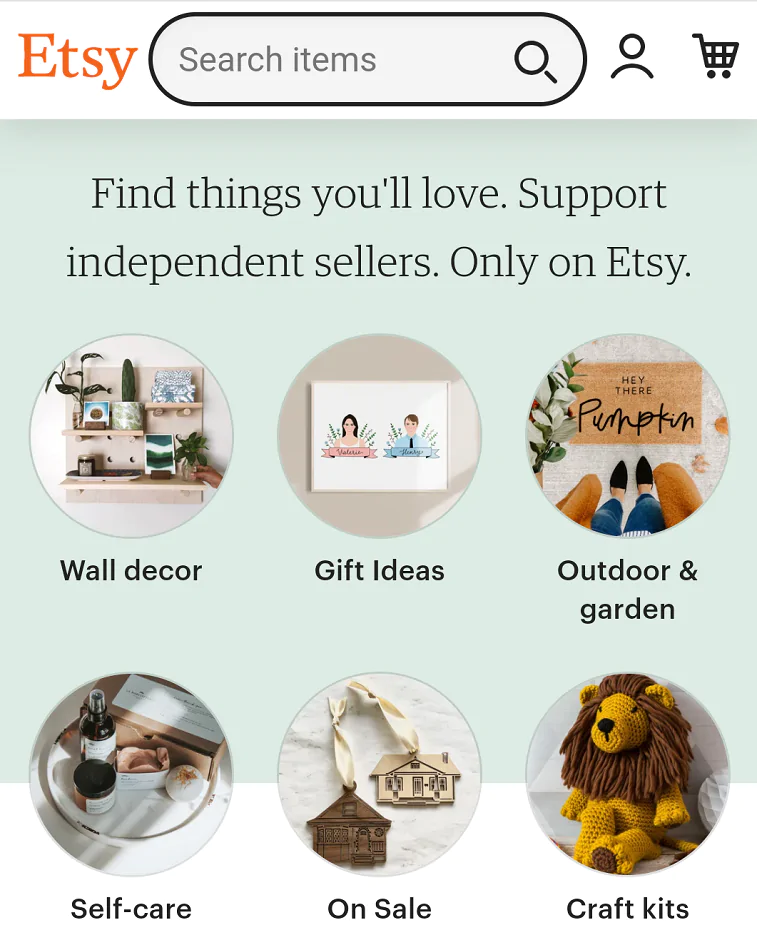 Etsy
Search items
Find things you'll love. Support
independent sellers. Only on Etsy.
Valerie
Henry
HEY
THERE
Pumpkin
Wall decor
Gift Ideas
Outdoor &
garden
Self-care
On Sale
Craft kits